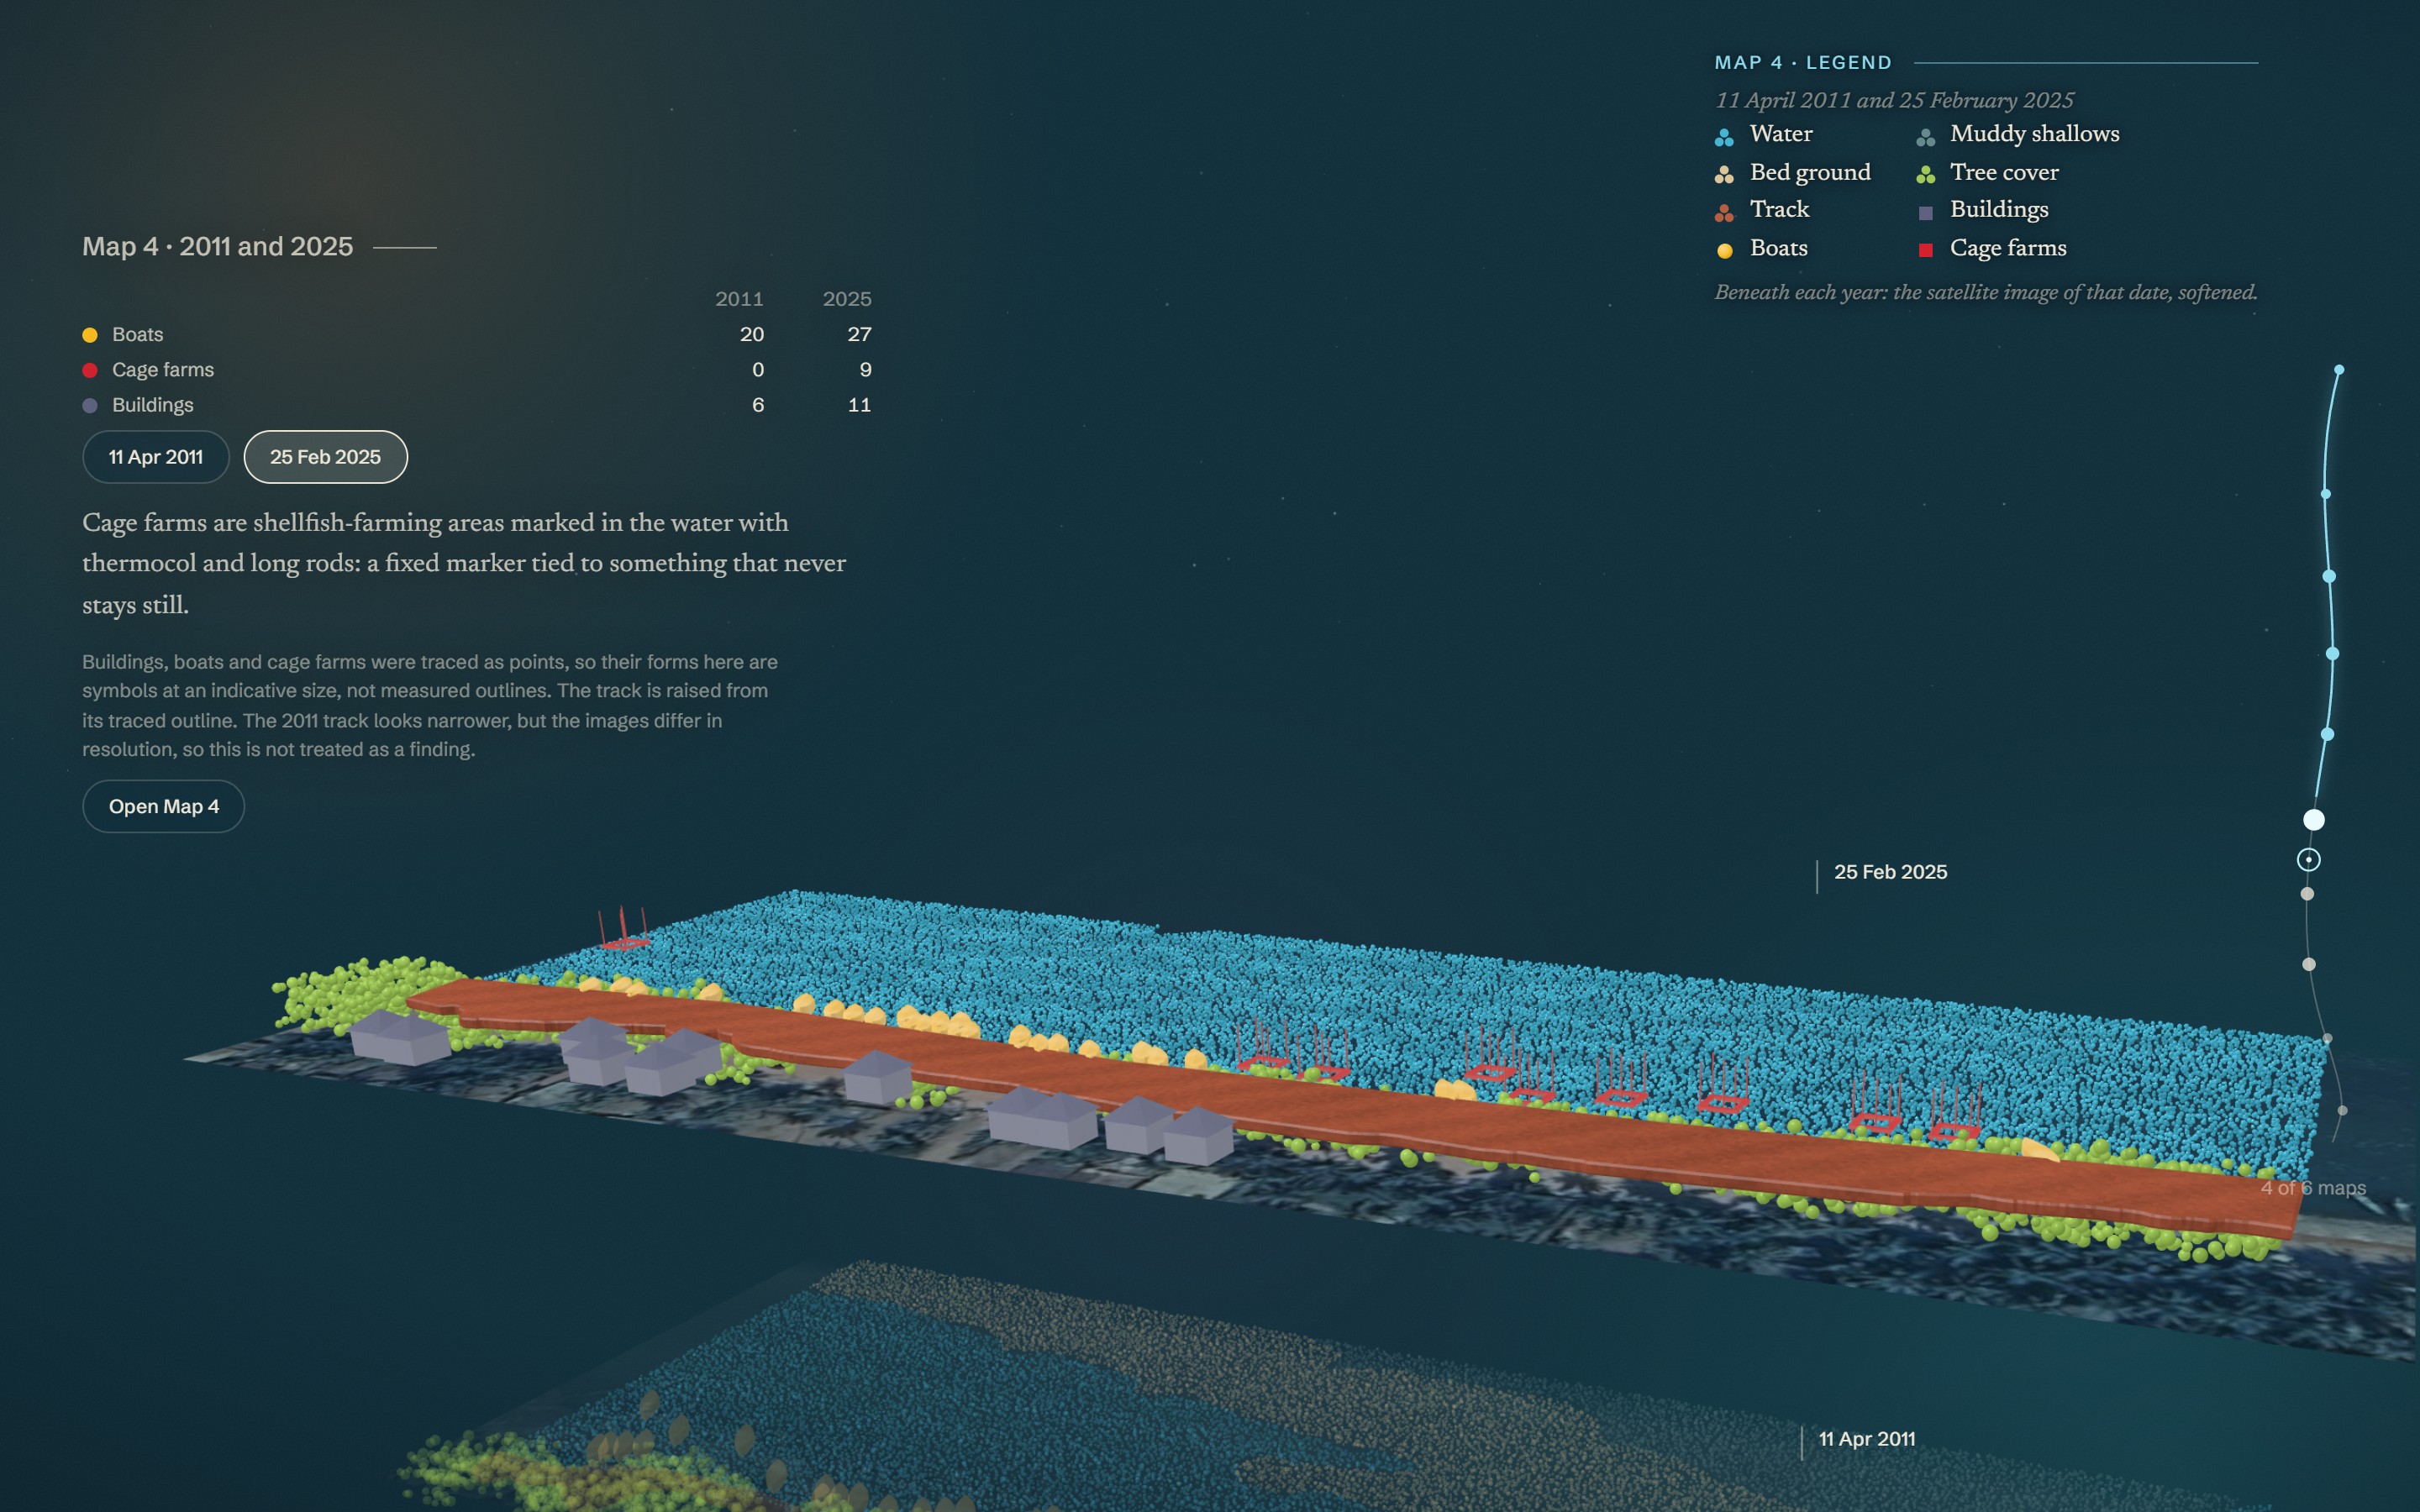 MAP 4 · LEGEND
11 April 2011 and 25 February 2025
Water
Muddy shallows
Bed ground
Tree cover
Track
Buildings
Boats
Cage farms
Beneath each year: the satellite image of that date, softened.
Map 4 · 2011 and 2025
2011 2025
Boats 20 27
Cage farms 0 9
Buildings 6 11
11 Apr 2011
25 Feb 2025
Cage farms are shellfish-farming areas marked in the water with
thermocol and long rods: a fixed marker tied to something that never
stays still.
Buildings, boats and cage farms were traced as points, so their forms here are
symbols at an indicative size, not measured outlines. The track is raised from
its traced outline. The 2011 track looks narrower, but the images differ in
resolution, so this is not treated as a finding.
Open Map 4
25 Feb 2025
4 of 6 maps
11 Apr 2011